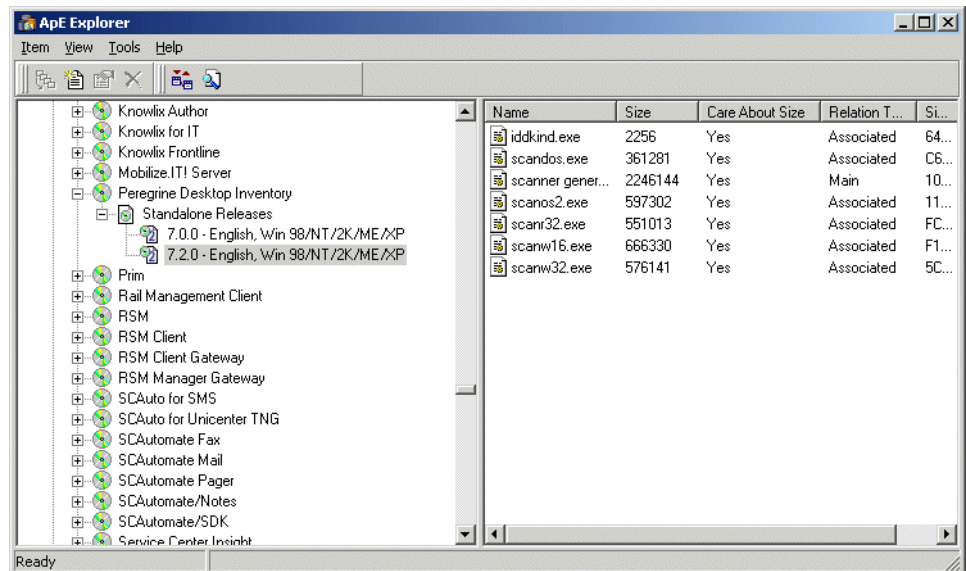 ApE Explorer
Item View Tools Help
Knowlix Author
Knowlix for IT
Knowlix Frontline
Mobilize.IT! Server
Peregrine Desktop Inventory
Standalone Releases
7.0.0 - English, Win 98/NT/2K/ME/XP
7.2.0 - English, Win 98/NT/2K/ME/XP
Prim
Rail Management Client
RSM
RSM Client
RSM Client Gateway
RSM Manager Gateway
SCAuto for SMS
SCAuto for Unicenter TNG
SCAutomate Fax
SCAutomate Mail
SCAutomate Pager
SCAutomate/Notes
SCAutomate/SDK
Service Center Insight
Name Size Care About Size Relation T... Si...
iddkind.exe 2256 Yes Associated 64...
scandos.exe 361281 Yes Associated C6...
scanner gener... 2246144 Yes Main 10...
scanos2.exe 597302 Yes Associated 11...
scanr32.exe 551013 Yes Associated FC...
scanw16.exe 666330 Yes Associated F1...
scanw32.exe 576141 Yes Associated 5C...
Ready